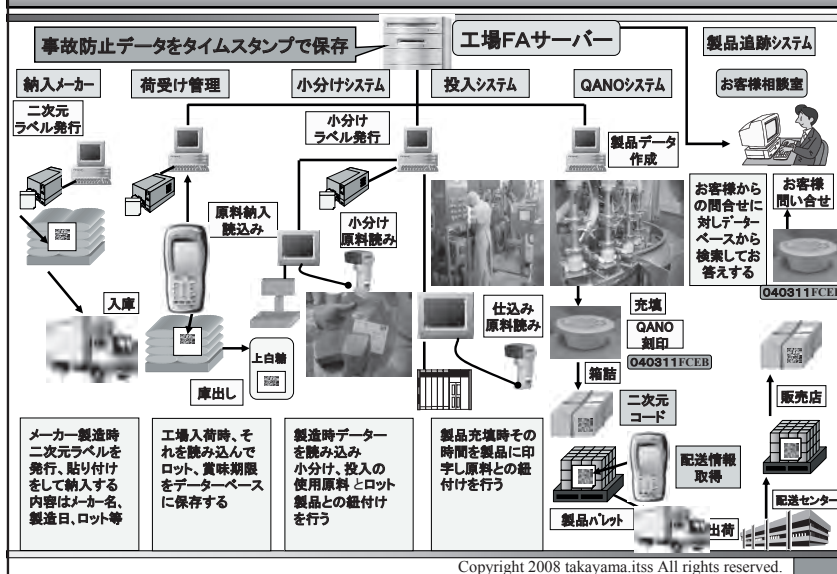 事故防止データをタイムスタンプで保存
工場FAサーバー
製品追跡システム
納入メーカー
荷受け管理
小分けシステム
投入システム
QANOシステム
お客様相談室
二次元
ラベル発行
小分け
ラベル発行
製品データ
作成
原料納入
読込み
小分け
原料読み
お客様から
の問合せに
対しデーター
ベースから
検索してお
答えする
お客様
問い合せ
040311FCEB
入庫
上白糖
庫出し
仕込み
原料読み
充填
QANO
刻印
040311FCEB
箱詰
二次元
コード
販売店
メーカー製造時
二次元ラベルを
発行、貼り付け
をして納入する
内容はメーカー名、
製造日、ロット等
工場入荷時、そ
れを読み込んで
ロット、賞味期限
をデーターベース
に保存する
製造時データー
を読み込み
小分け、投入の
使用原料 とロット
製品との紐付け
を行う
製品充填時その
時間を製品に印
字し原料との紐
付けを行う
配送情報
取得
製品パレット
出荷
配送センター
Copyright 2008 takayama.itss All rights reserved.